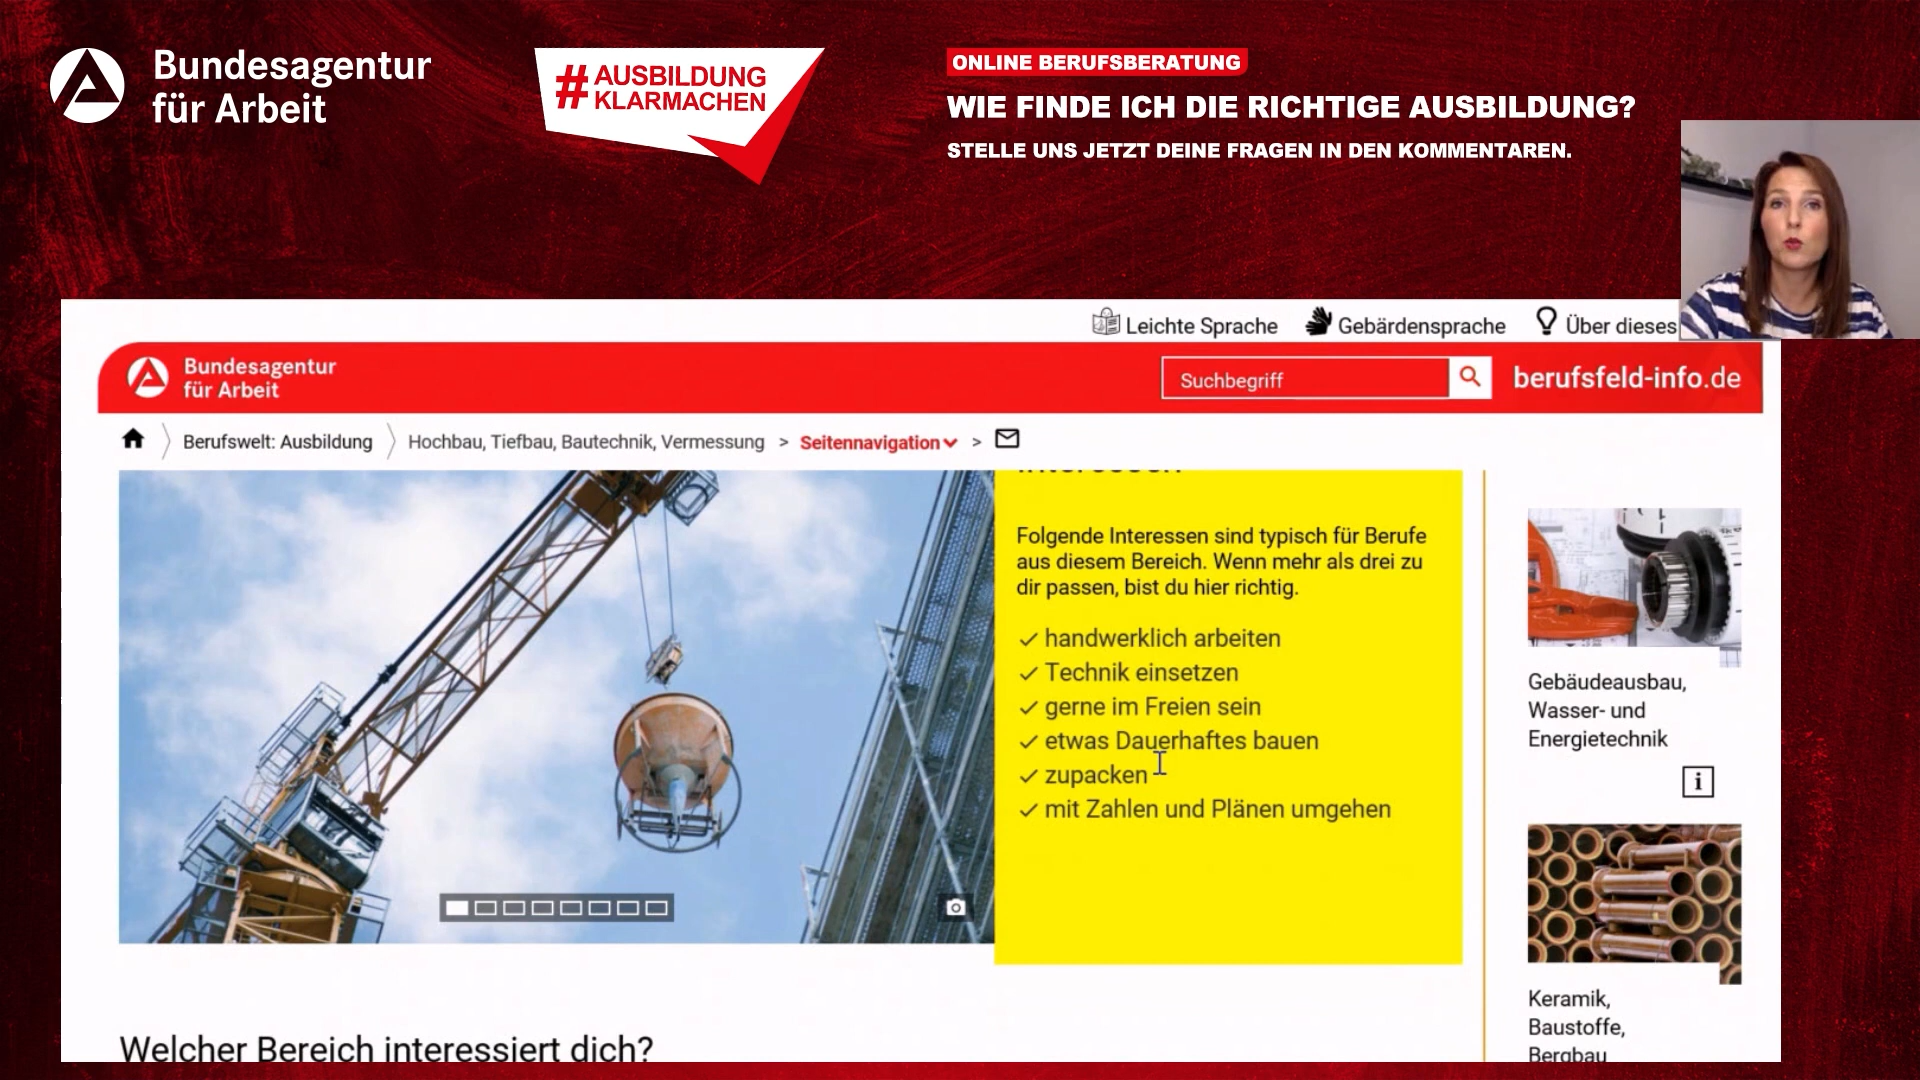 Bundesagentur
für Arbeit
#AUSBILDUNG
KLARMACHEN
ONLINE BERUFSBERATUNG
WIE FINDE ICH DIE RICHTIGE AUSBILDUNG?
STELLE UNS JETZT DEINE FRAGEN IN DEN KOMMENTAREN.
Leichte Sprache
Gebärdensprache
Über dieses
Bundesagentur
für Arbeit
Suchbegriff
berufsfeld-info.de
Berufswelt: Ausbildung
Hochbau, Tiefbau, Bautechnik, Vermessung > Seitennavigation >
Folgende Interessen sind typisch für Berufe
aus diesem Bereich. Wenn mehr als drei zu
dir passen, bist du hier richtig.
✓ handwerklich arbeiten
✓ Technik einsetzen
✓ gerne im Freien sein
✓ etwas Dauerhaftes bauen
✓ zupacken
✓ mit Zahlen und Plänen umgehen
Gebäudeausbau,
Wasser- und
Energietechnik
i
Keramik,
Baustoffe,
Bergbau
Welcher Bereich interessiert dich?